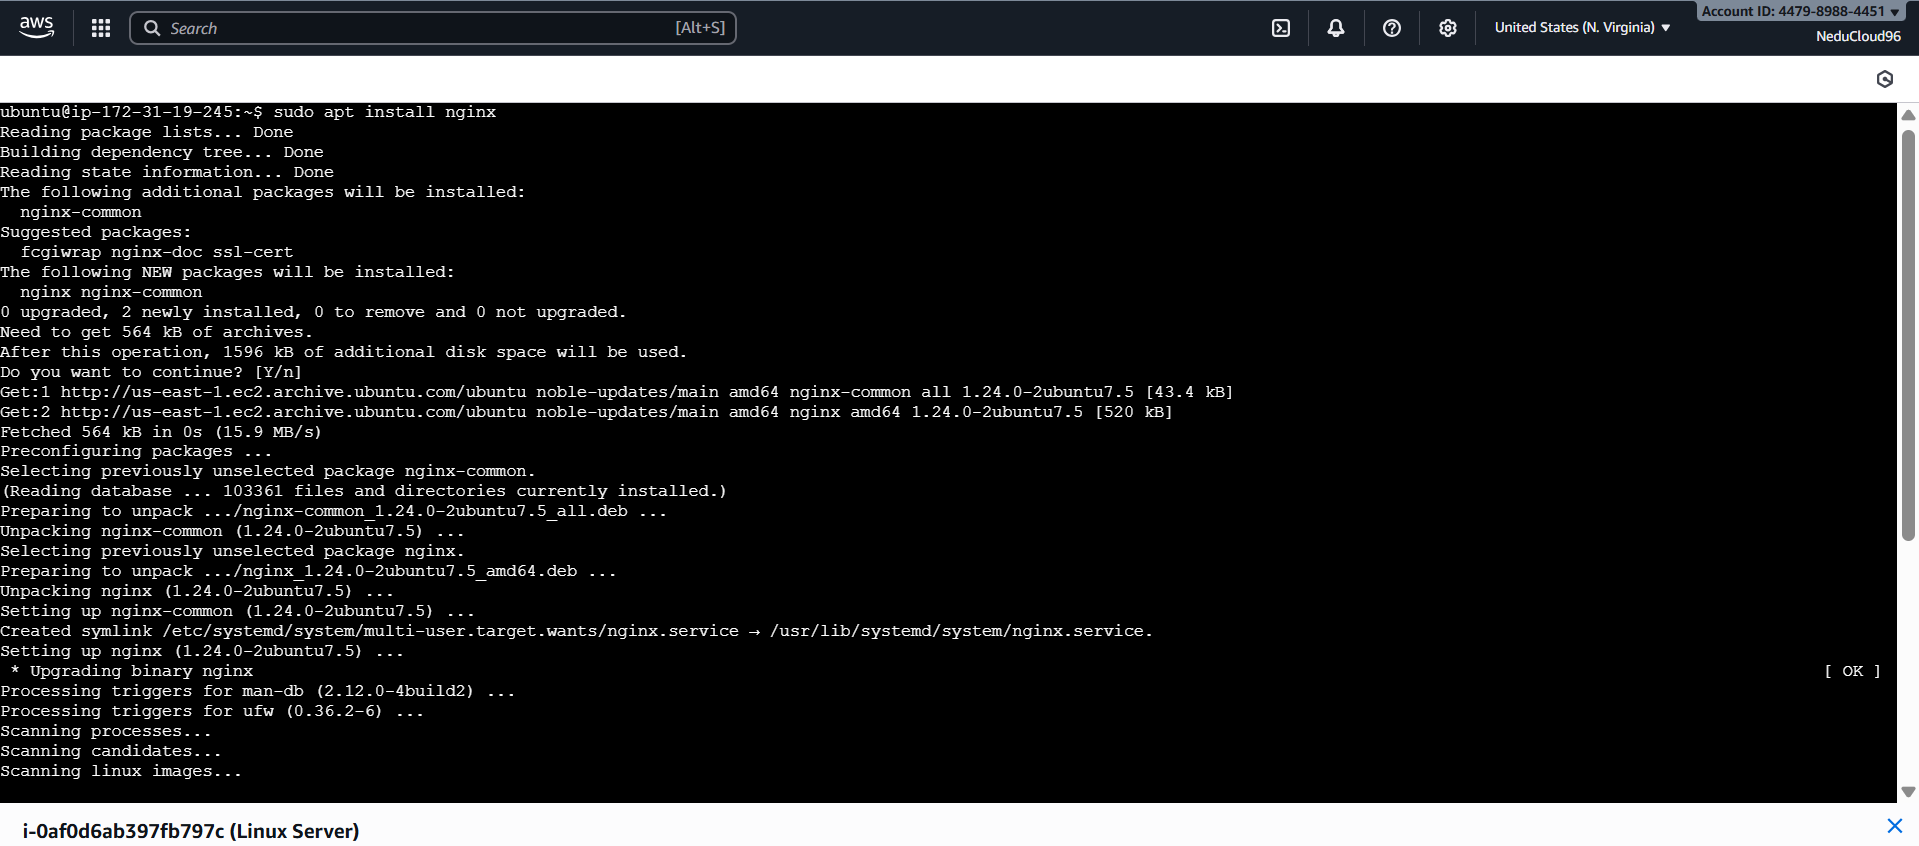 aws
Search [Alt+S]
United States (N. Virginia) ▼
Account ID: 4479-8988-4451 ▼
NeduCloud96
ubuntu@ip-172-31-19-245:~$ sudo apt install nginx
Reading package lists... Done
Building dependency tree... Done
Reading state information... Done
The following additional packages will be installed:
  nginx-common
Suggested packages:
  fcgiwrap nginx-doc ssl-cert
The following NEW packages will be installed:
  nginx nginx-common
0 upgraded, 2 newly installed, 0 to remove and 0 not upgraded.
Need to get 564 kB of archives.
After this operation, 1596 kB of additional disk space will be used.
Do you want to continue? [Y/n]
Get:1 http://us-east-1.ec2.archive.ubuntu.com/ubuntu noble-updates/main amd64 nginx-common all 1.24.0-2ubuntu7.5 [43.4 kB]
Get:2 http://us-east-1.ec2.archive.ubuntu.com/ubuntu noble-updates/main amd64 nginx amd64 1.24.0-2ubuntu7.5 [520 kB]
Fetched 564 kB in 0s (15.9 MB/s)
Preconfiguring packages ...
Selecting previously unselected package nginx-common.
(Reading database ... 103361 files and directories currently installed.)
Preparing to unpack .../nginx-common_1.24.0-2ubuntu7.5_all.deb ...
Unpacking nginx-common (1.24.0-2ubuntu7.5) ...
Selecting previously unselected package nginx.
Preparing to unpack .../nginx_1.24.0-2ubuntu7.5_amd64.deb ...
Unpacking nginx (1.24.0-2ubuntu7.5) ...
Setting up nginx-common (1.24.0-2ubuntu7.5) ...
Created symlink /etc/systemd/system/multi-user.target.wants/nginx.service → /usr/lib/systemd/system/nginx.service.
Setting up nginx (1.24.0-2ubuntu7.5) ...
 * Upgrading binary nginx [ OK ]
Processing triggers for man-db (2.12.0-4build2) ...
Processing triggers for ufw (0.36.2-6) ...
Scanning processes...
Scanning candidates...
Scanning linux images...
i-0af0d6ab397fb797c (Linux Server)